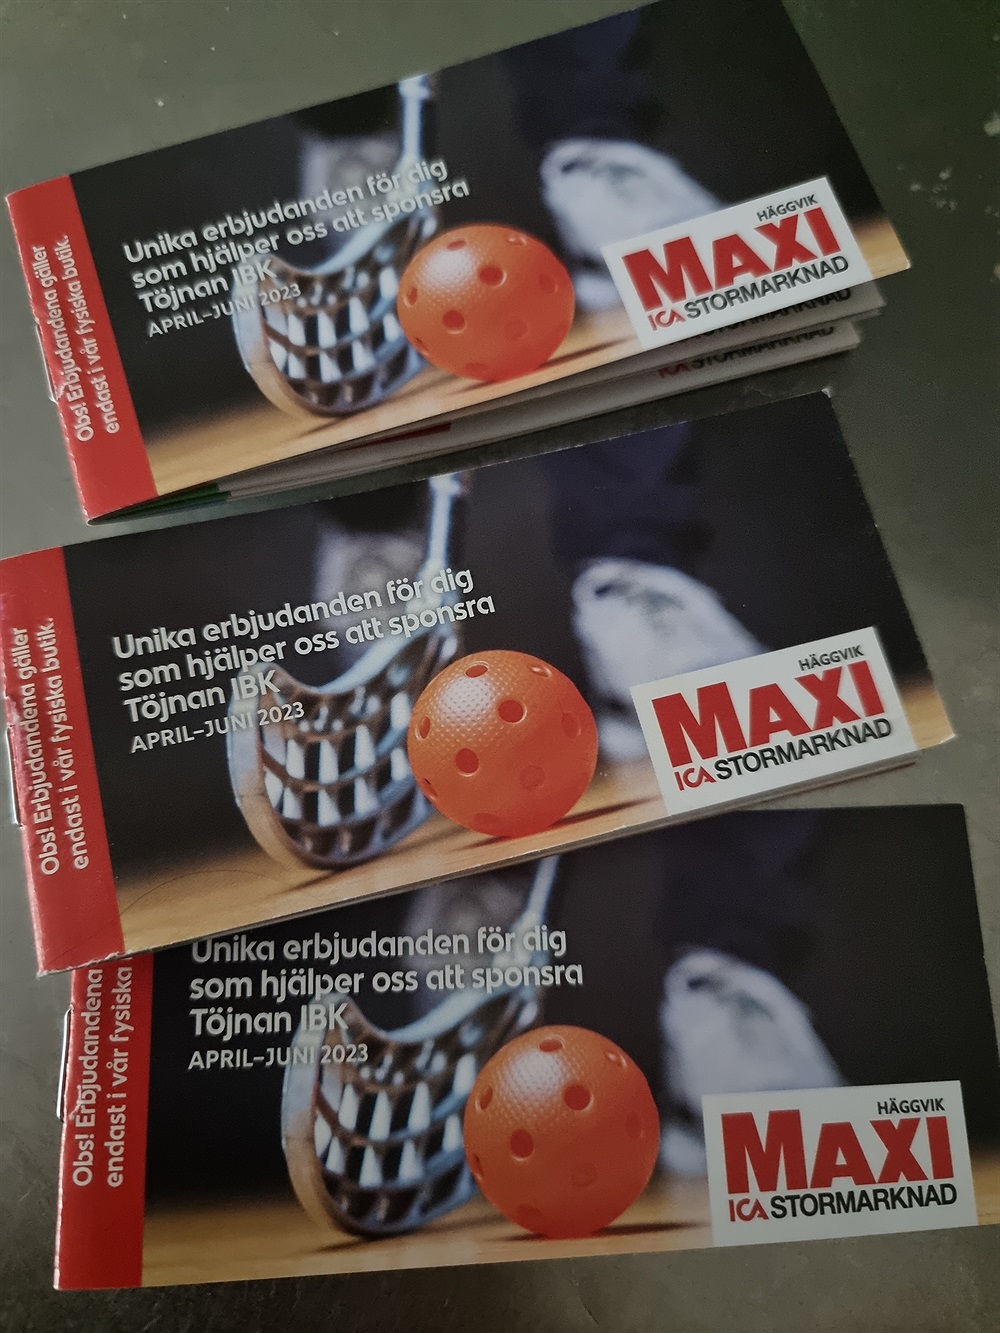 Obs! Erbjudandena gäller
endast i vår fysiska butik.
Unika erbjudanden för dig
som hjälper oss att sponsra
Töjnan IBK
APRIL–JUNI 2023
HÄGGVIK
MAXI
ICA STORMARKNAD
STORMARKNAD
ICA STORMARKNAD
Obs! Erbjudandena gäller
endast i vår fysiska butik.
Unika erbjudanden för dig
som hjälper oss att sponsra
Töjnan IBK
APRIL–JUNI 2023
HÄGGVIK
MAXI
ICA STORMARKNAD
Obs! Erbjudandena
endast i vår fysiska
Unika erbjudanden för dig
som hjälper oss att sponsra
Töjnan IBK
APRIL–JUNI 2023
HÄGGVIK
MAXI
ICA STORMARKNAD